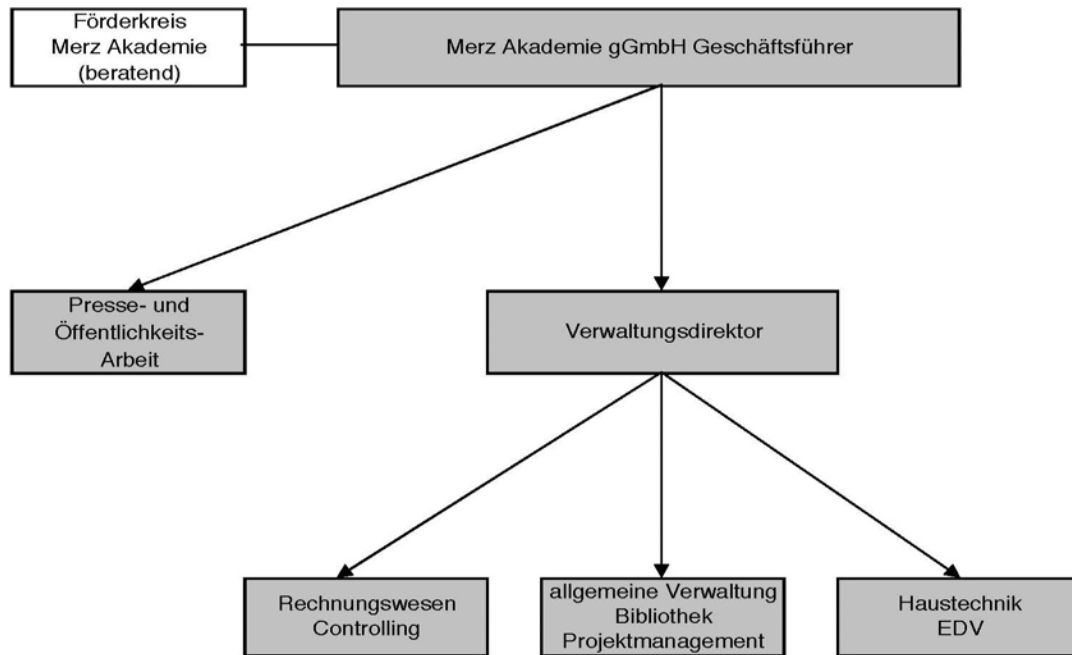 Förderkreis
Merz Akademie
(beratend)
Merz Akademie gGmbH Geschäftsführer
Presse- und
Öffentlichkeits-
Arbeit
Verwaltungsdirektor
Rechnungswesen
Controlling
allgemeine Verwaltung
Bibliothek
Projektmanagement
Haustechnik
EDV